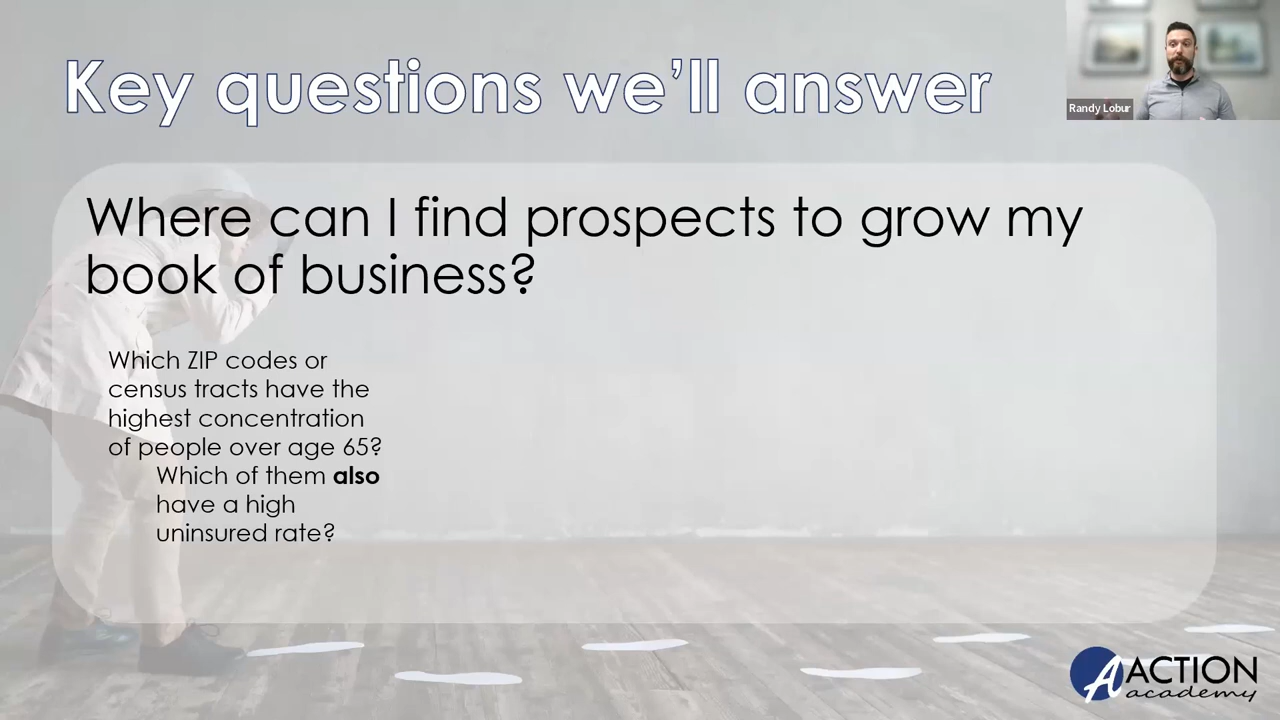 Key questions we'll answer
Randy Lobur
Where can I find prospects to grow my
book of business?
Which ZIP codes or
census tracts have the
highest concentration
of people over age 65?
Which of them also
have a high
uninsured rate?
A ACTION
academy